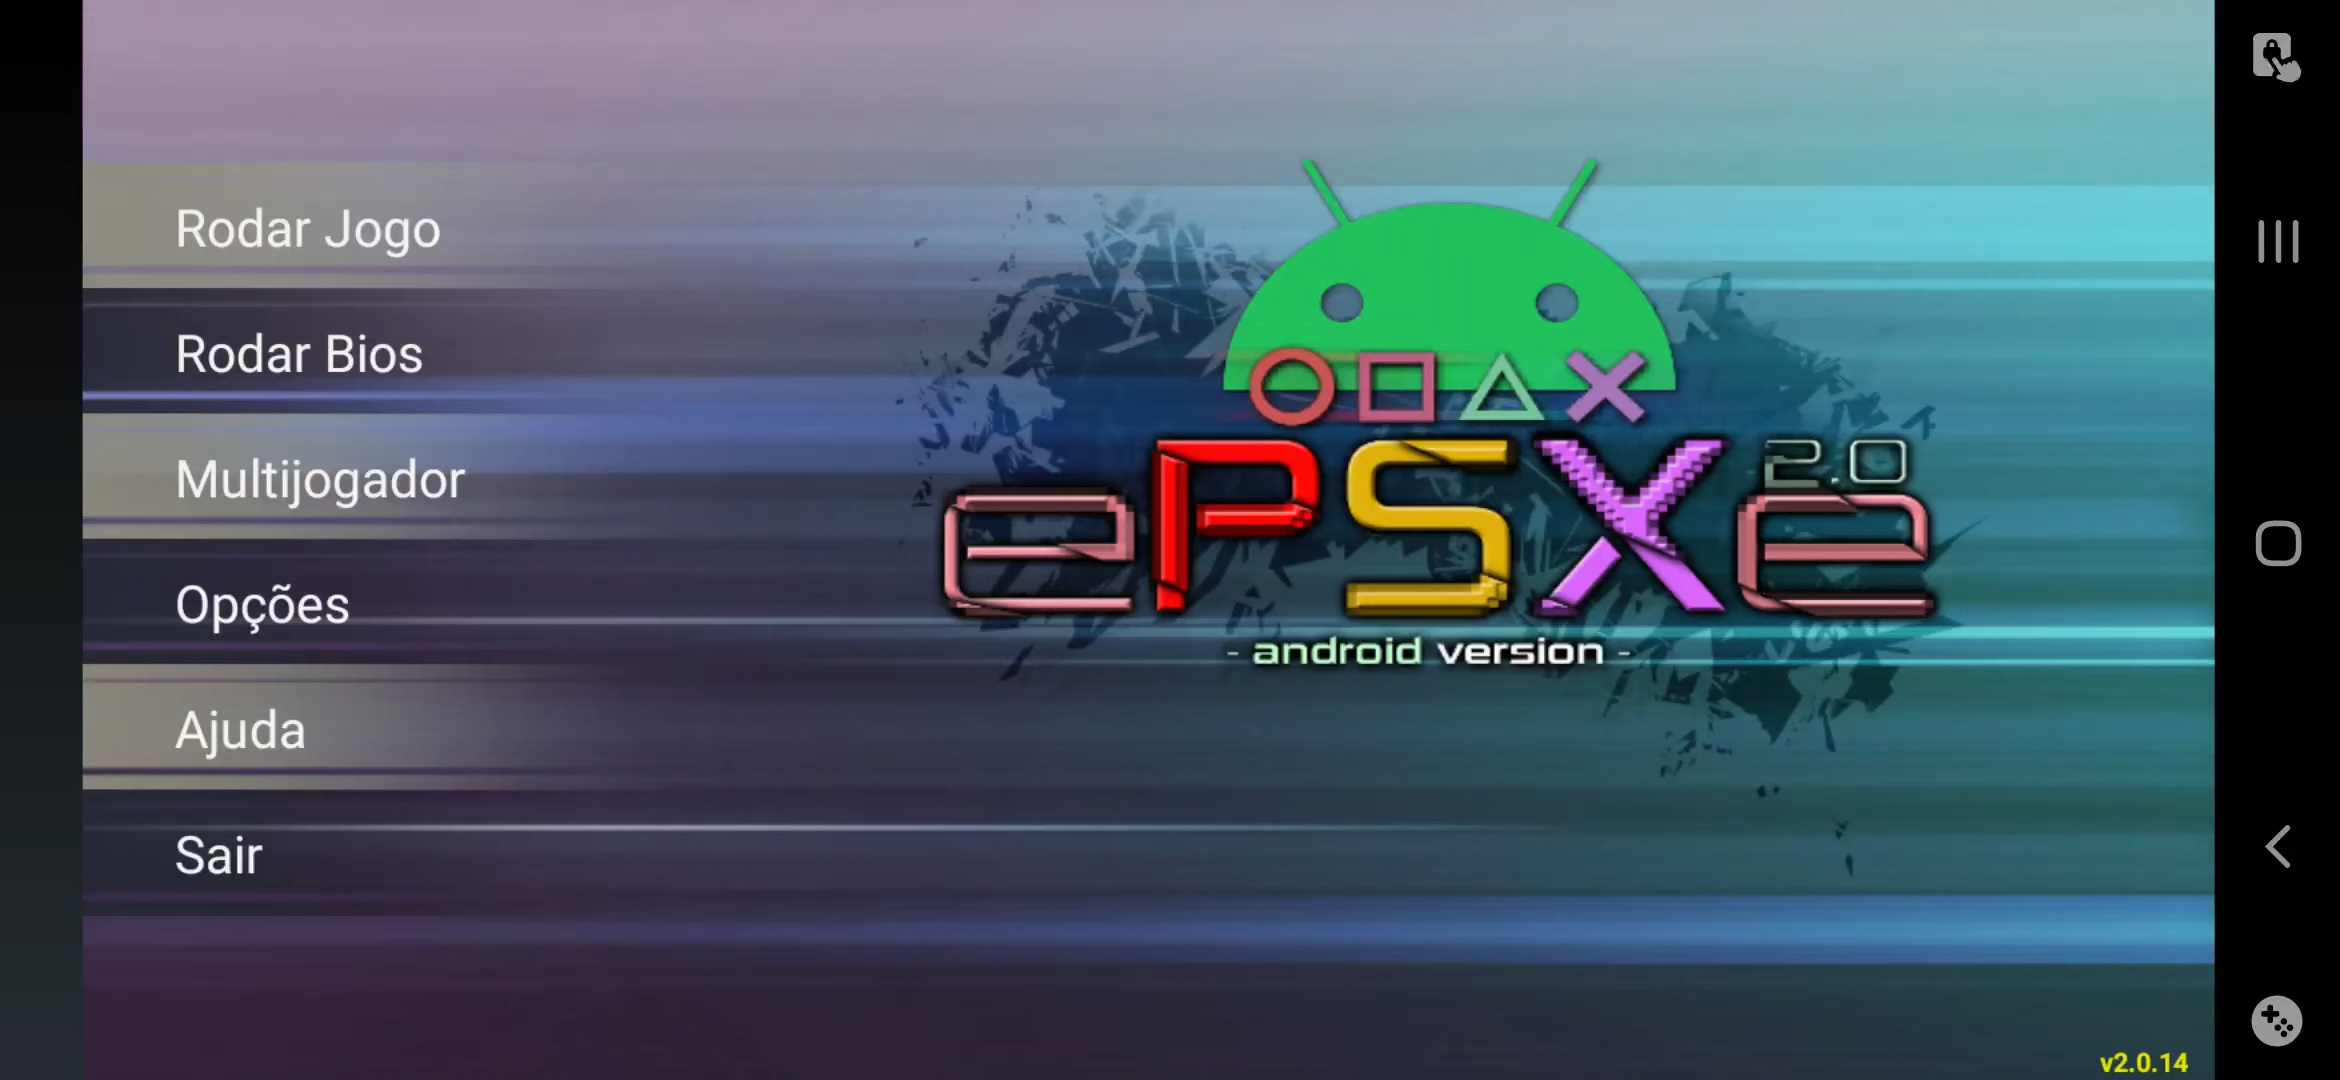 Rodar Jogo
Rodar Bios
Multijogador
Opções
Ajuda
Sair
ePSXe 2.0
- android version -
v2.0.14